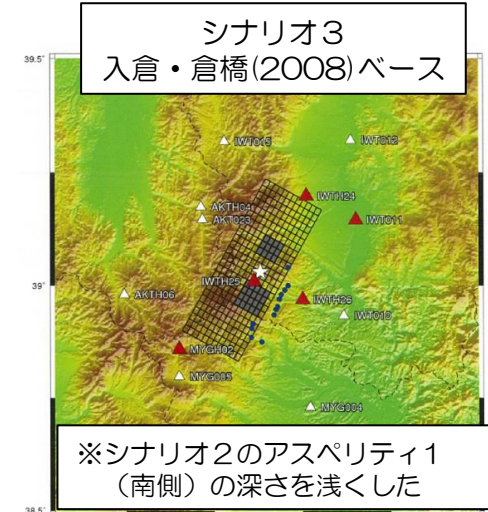 シナリオ3
入倉・倉橋(2008)ベース
39.5°
IWT015
IWT012
IWTH24
AKTH04
AKT023
IWT011
IWTH25
39°
AKTH06
IWTH26
IWT010
MYGH02
MYG005
MYG004
※シナリオ2のアスペリティ1
（南側）の深さを浅くした
38.5°